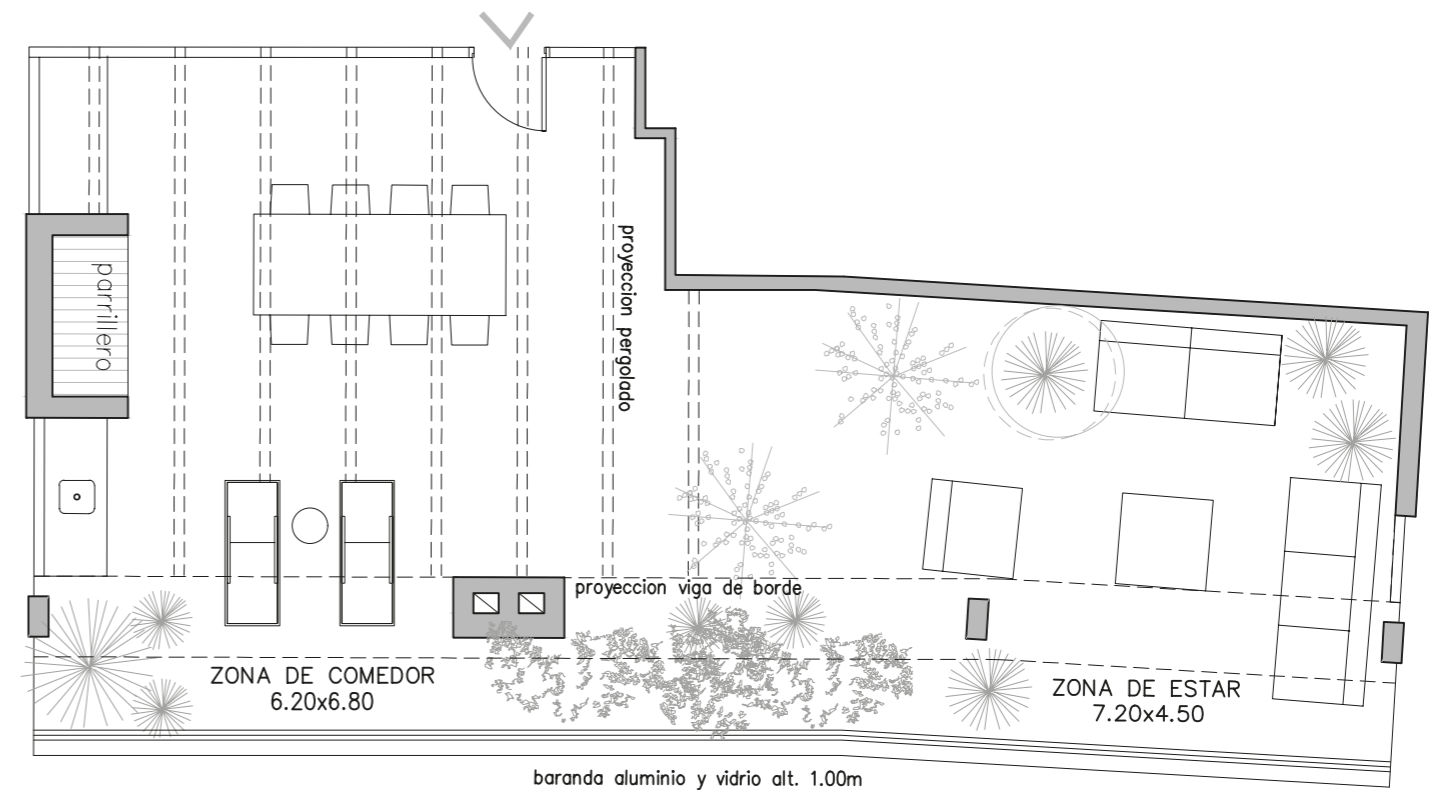 parrillero
proyeccion pergolado
proyeccion viga de borde
ZONA DE COMEDOR
6.20x6.80
ZONA DE ESTAR
7.20x4.50
baranda aluminio y vidrio alt. 1.00m